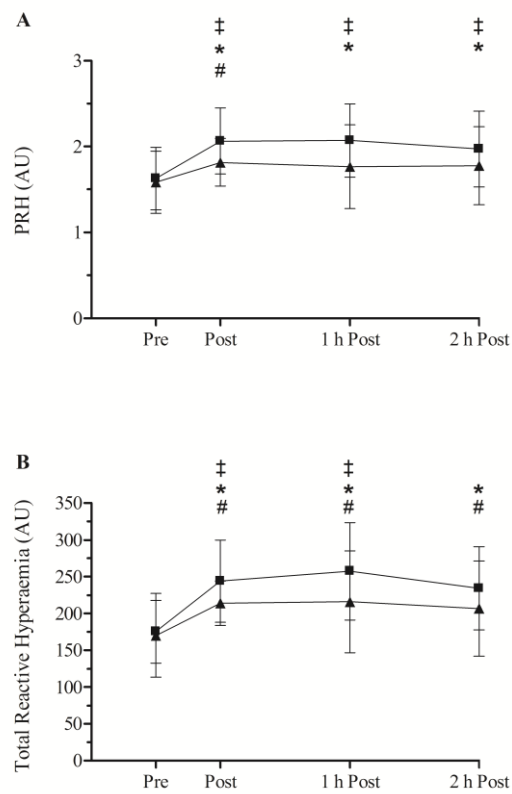 A
‡ ‡ ‡
* * *
#
3
2
1
0
PRH (AU)
Pre Post 1 h Post 2 h Post
B
‡ ‡
* * *
# # #
350
300
250
200
150
100
50
0
Total Reactive Hyperaemia (AU)
Pre Post 1 h Post 2 h Post